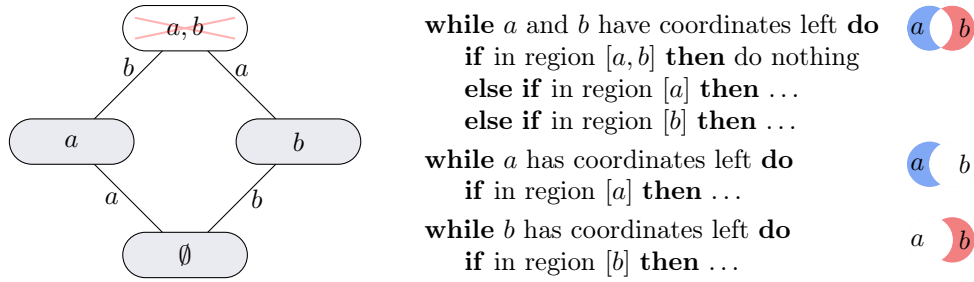 a, b
b
a
a
b
a
b
∅
while a and b have coordinates left do
if in region [a, b] then do nothing
else if in region [a] then …
else if in region [b] then …
while a has coordinates left do
if in region [a] then …
while b has coordinates left do
if in region [b] then …
a b
a b
a b